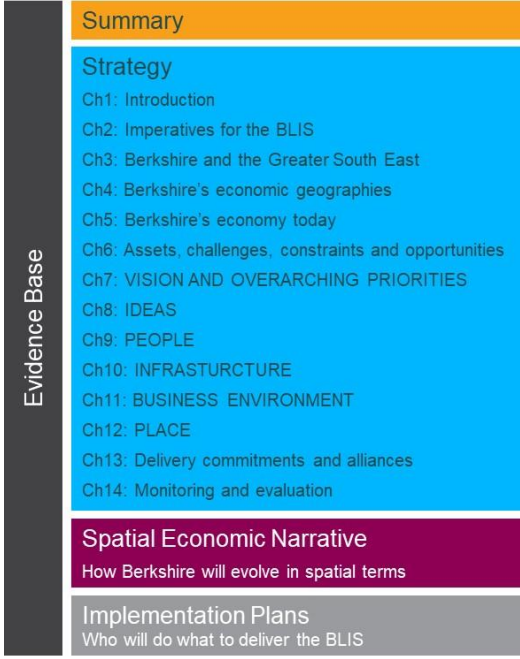 Evidence Base
Summary
Strategy
Ch1: Introduction
Ch2: Imperatives for the BLIS
Ch3: Berkshire and the Greater South East
Ch4: Berkshire's economic geographies
Ch5: Berkshire's economy today
Ch6: Assets, challenges, constraints and opportunities
Ch7: VISION AND OVERARCHING PRIORITIES
Ch8: IDEAS
Ch9: PEOPLE
Ch10: INFRASTURCTURE
Ch11: BUSINESS ENVIRONMENT
Ch12: PLACE
Ch13: Delivery commitments and alliances
Ch14: Monitoring and evaluation
Spatial Economic Narrative
How Berkshire will evolve in spatial terms
Implementation Plans
Who will do what to deliver the BLIS